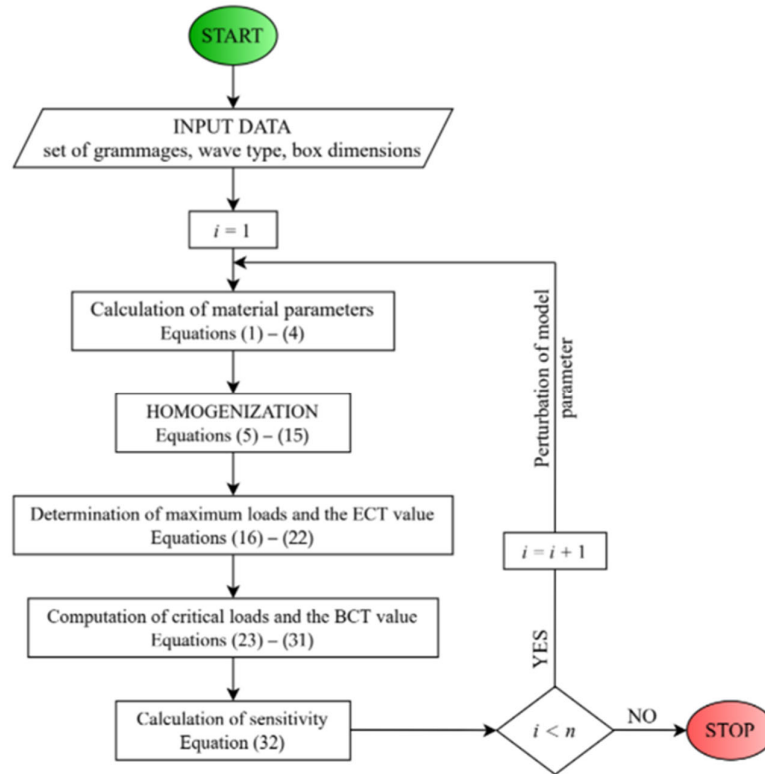 START
INPUT DATA
set of grammages, wave type, box dimensions
i = 1
Calculation of material parameters
Equations (1) – (4)
HOMOGENIZATION
Equations (5) – (15)
Determination of maximum loads and the ECT value
Equations (16) – (22)
Computation of critical loads and the BCT value
Equations (23) – (31)
Calculation of sensitivity
Equation (32)
i < n
YES
i = i + 1
Perturbation of model
parameter
NO
STOP